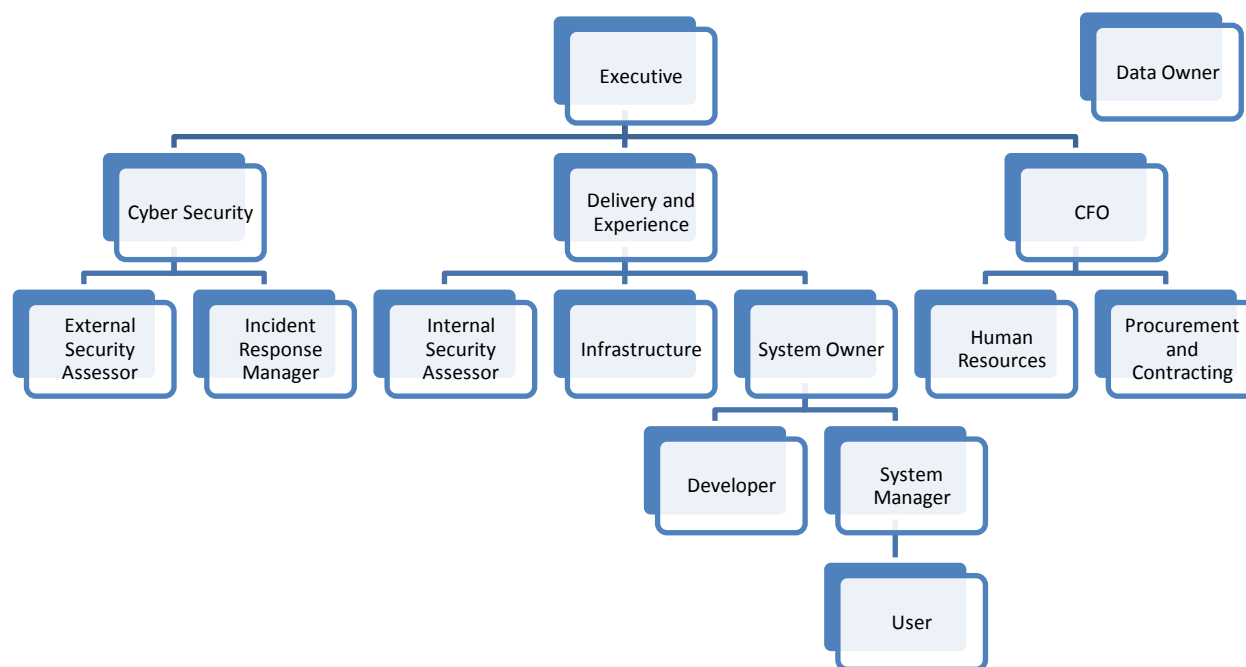 Executive
Data Owner
Cyber Security
Delivery and
Experience
CFO
External
Security
Assessor
Incident
Response
Manager
Internal
Security
Assessor
Infrastructure
System Owner
Human
Resources
Procurement
and
Contracting
Developer
System
Manager
User